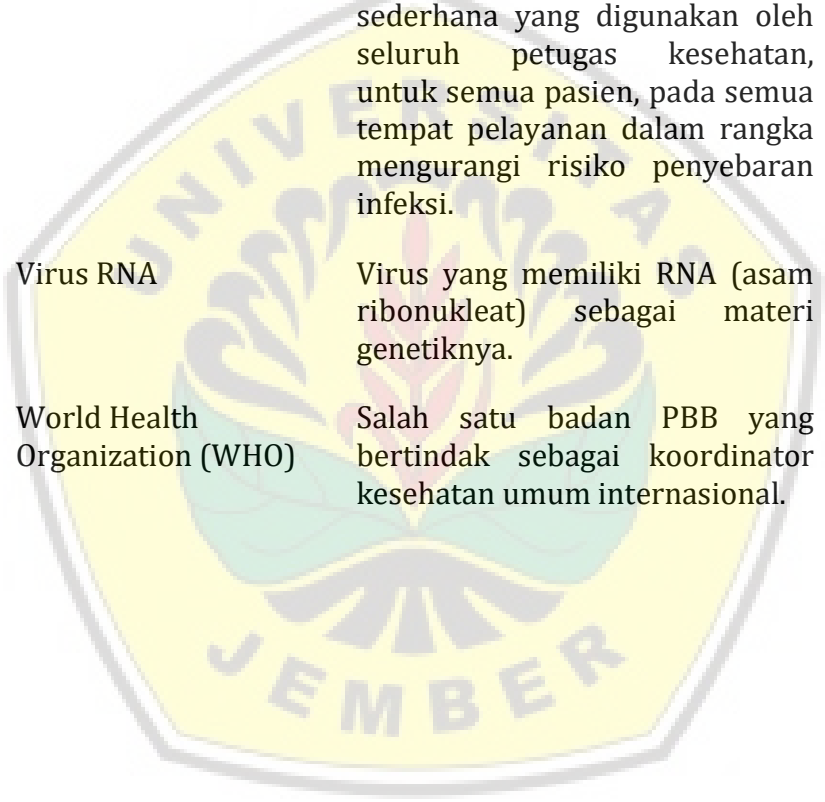 sederhana yang digunakan oleh
seluruh petugas kesehatan,
untuk semua pasien, pada semua
tempat pelayanan dalam rangka
mengurangi risiko penyebaran
infeksi.
Virus RNA
Virus yang memiliki RNA (asam
ribonukleat) sebagai materi
genetiknya.
World Health
Organization (WHO)
Salah satu badan PBB yang
bertindak sebagai koordinator
kesehatan umum internasional.
UNIVERSITAS
JEMBER